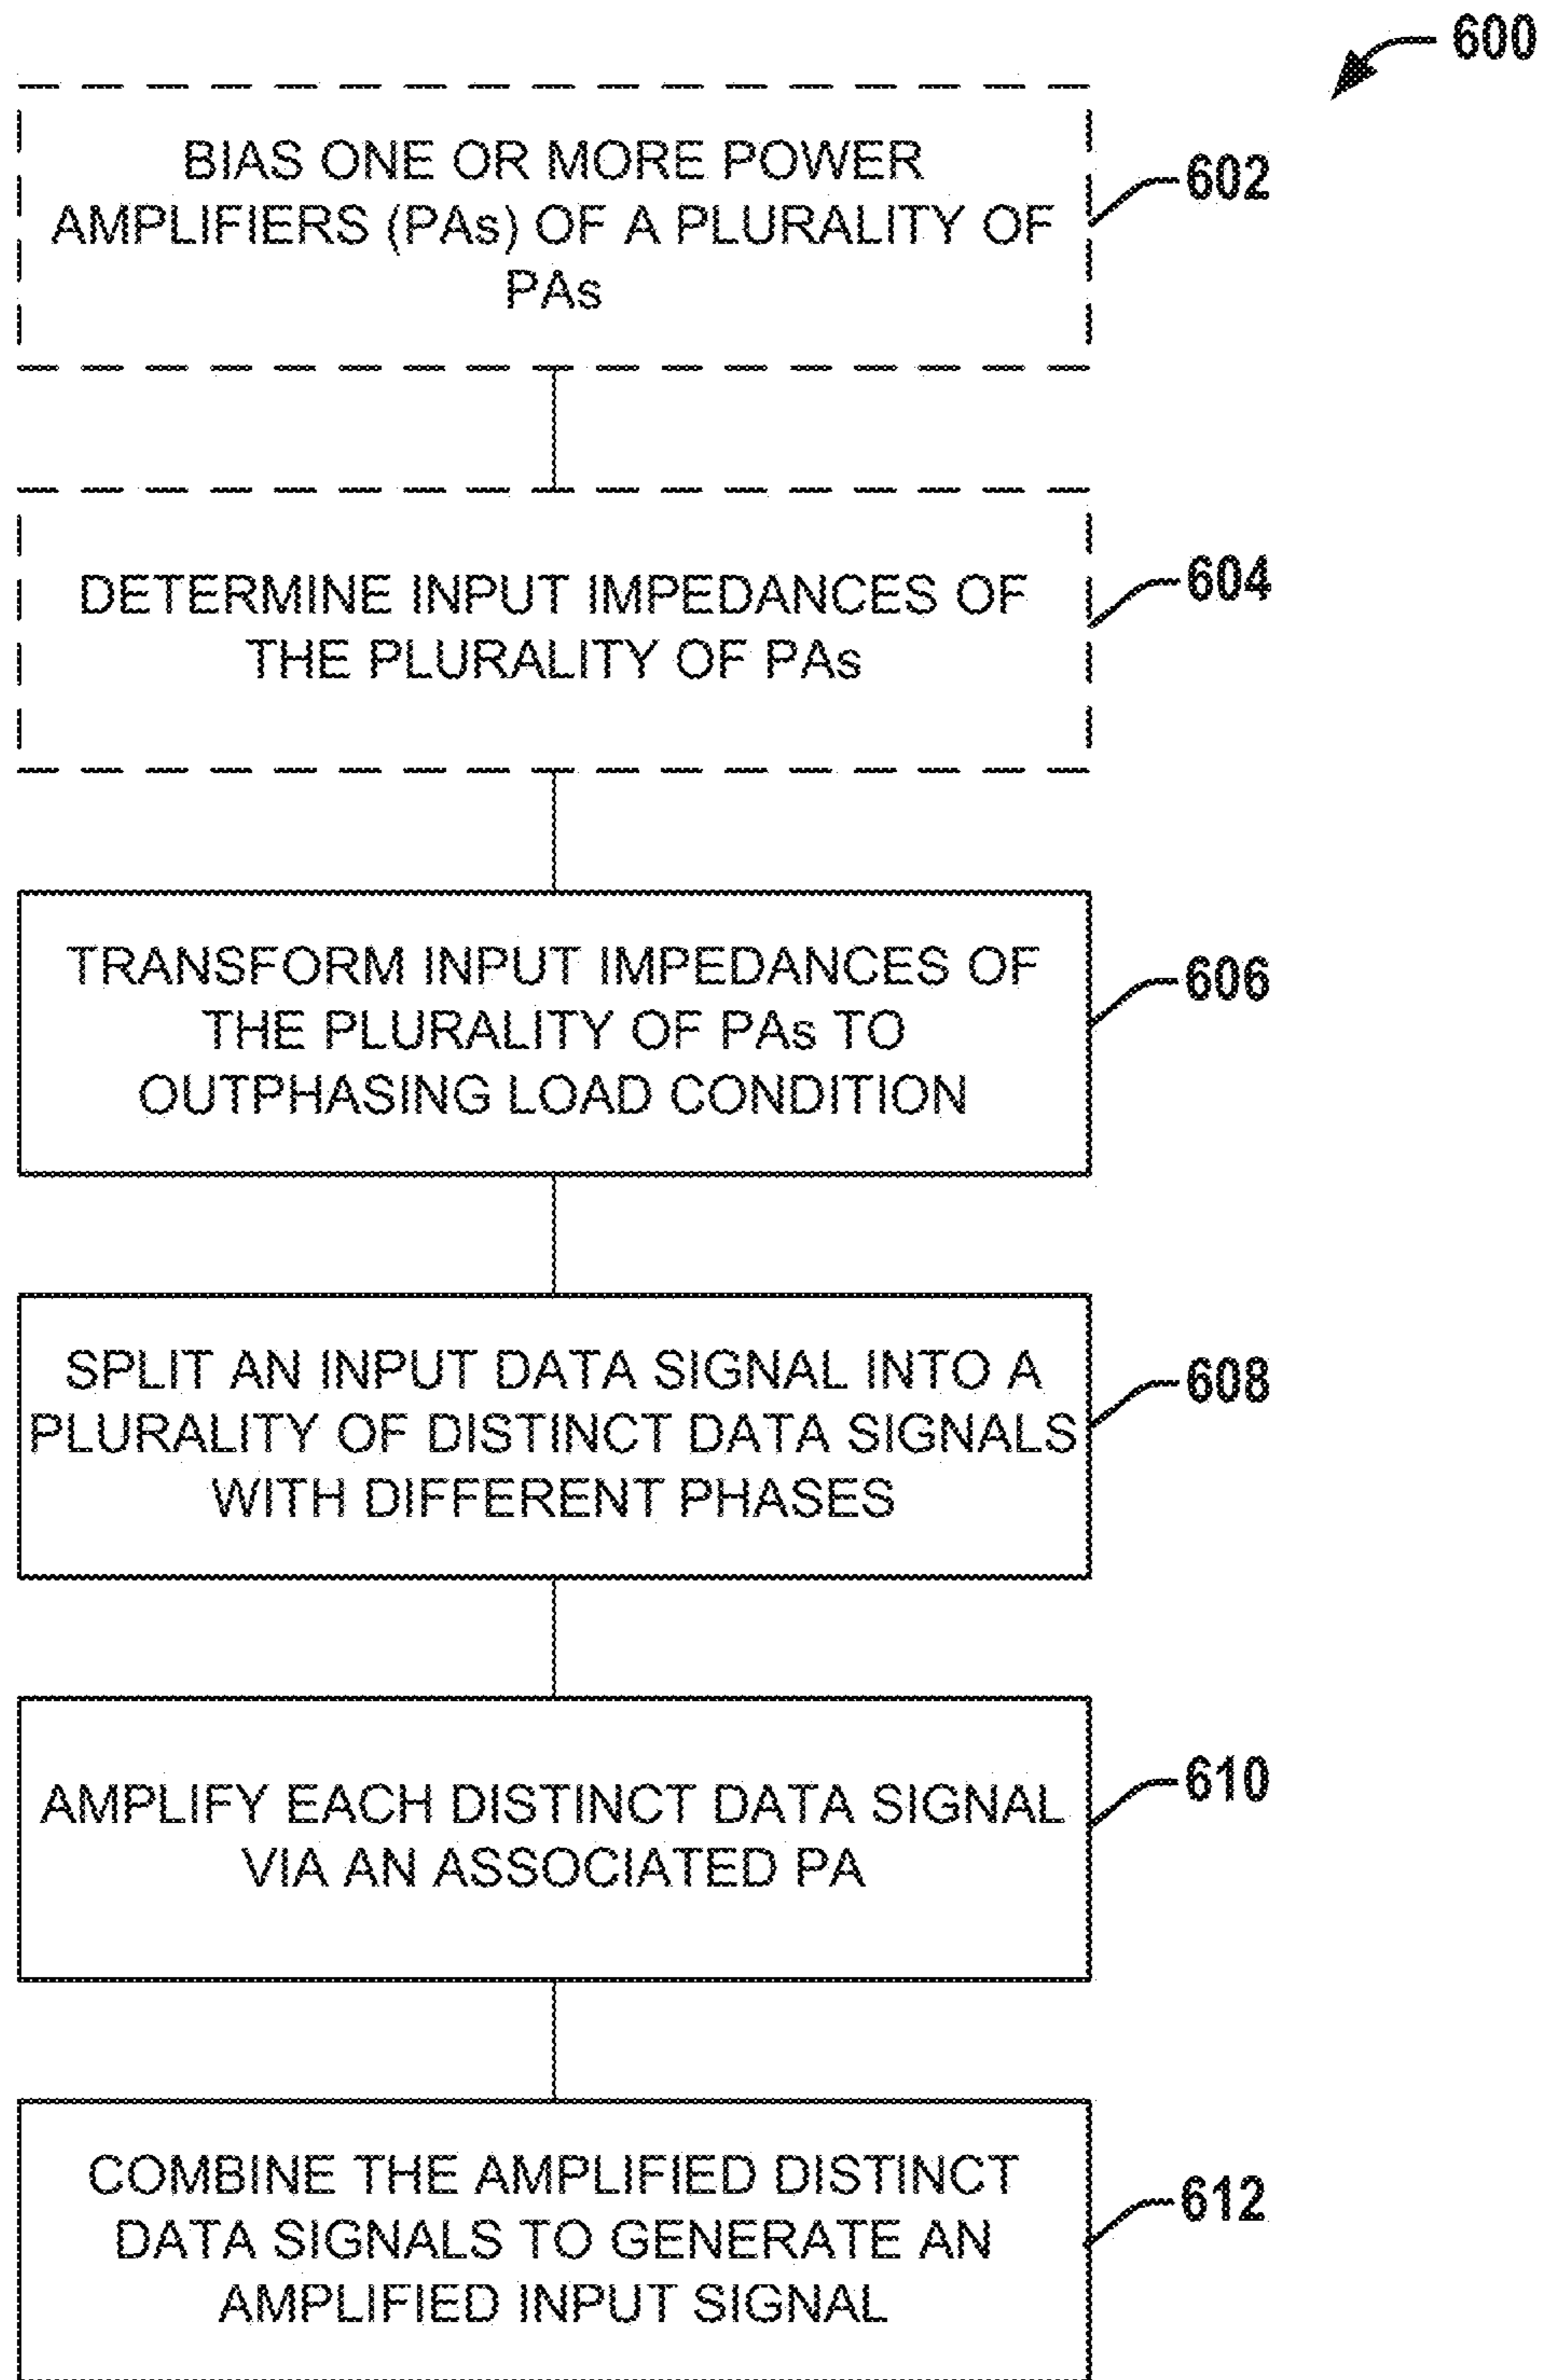 600
BIAS ONE OR MORE POWER
AMPLIFIERS (PAs) OF A PLURALITY OF
PAs
602
DETERMINE INPUT IMPEDANCES OF
THE PLURALITY OF PAs
604
TRANSFORM INPUT IMPEDANCES OF
THE PLURALITY OF PAs TO
OUTPHASING LOAD CONDITION
606
SPLIT AN INPUT DATA SIGNAL INTO A
PLURALITY OF DISTINCT DATA SIGNALS
WITH DIFFERENT PHASES
608
AMPLIFY EACH DISTINCT DATA SIGNAL
VIA AN ASSOCIATED PA
610
COMBINE THE AMPLIFIED DISTINCT
DATA SIGNALS TO GENERATE AN
AMPLIFIED INPUT SIGNAL
612